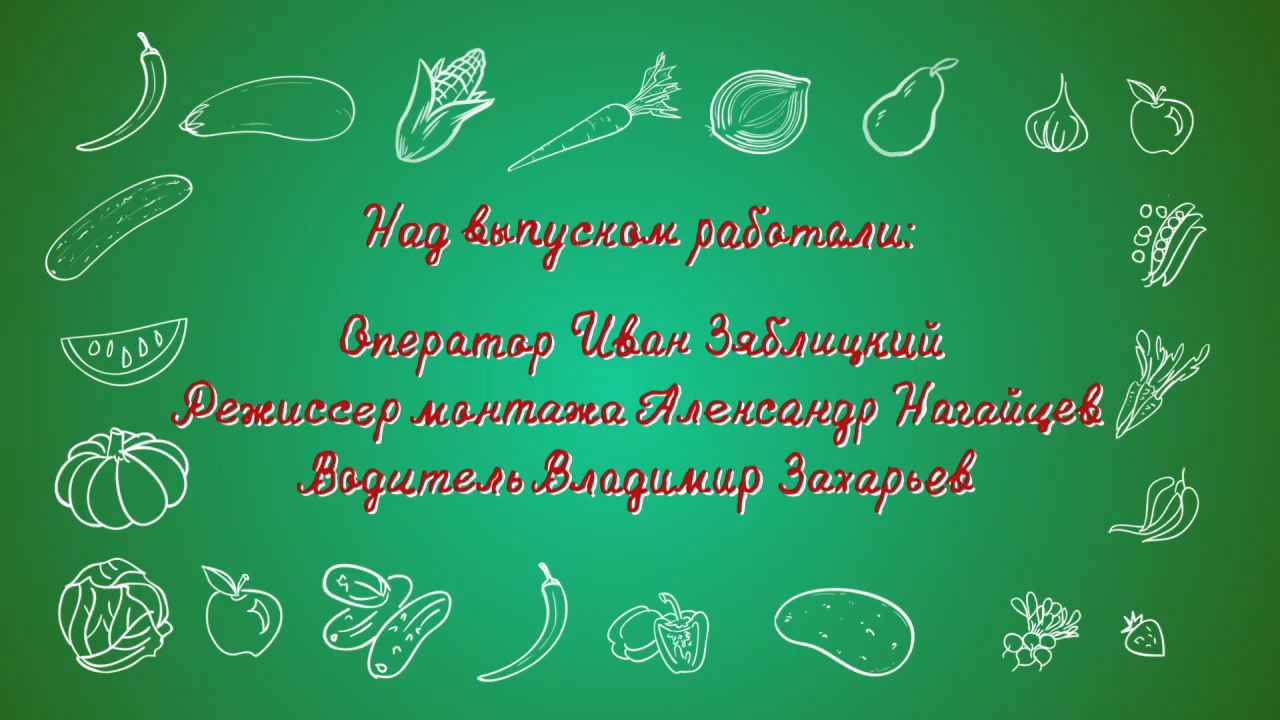 Над выпуском работали:
Оператор Иван Зяблицкий
Режиссер монтажа Александр Нагайцев
Водитель Владимир Захарьев